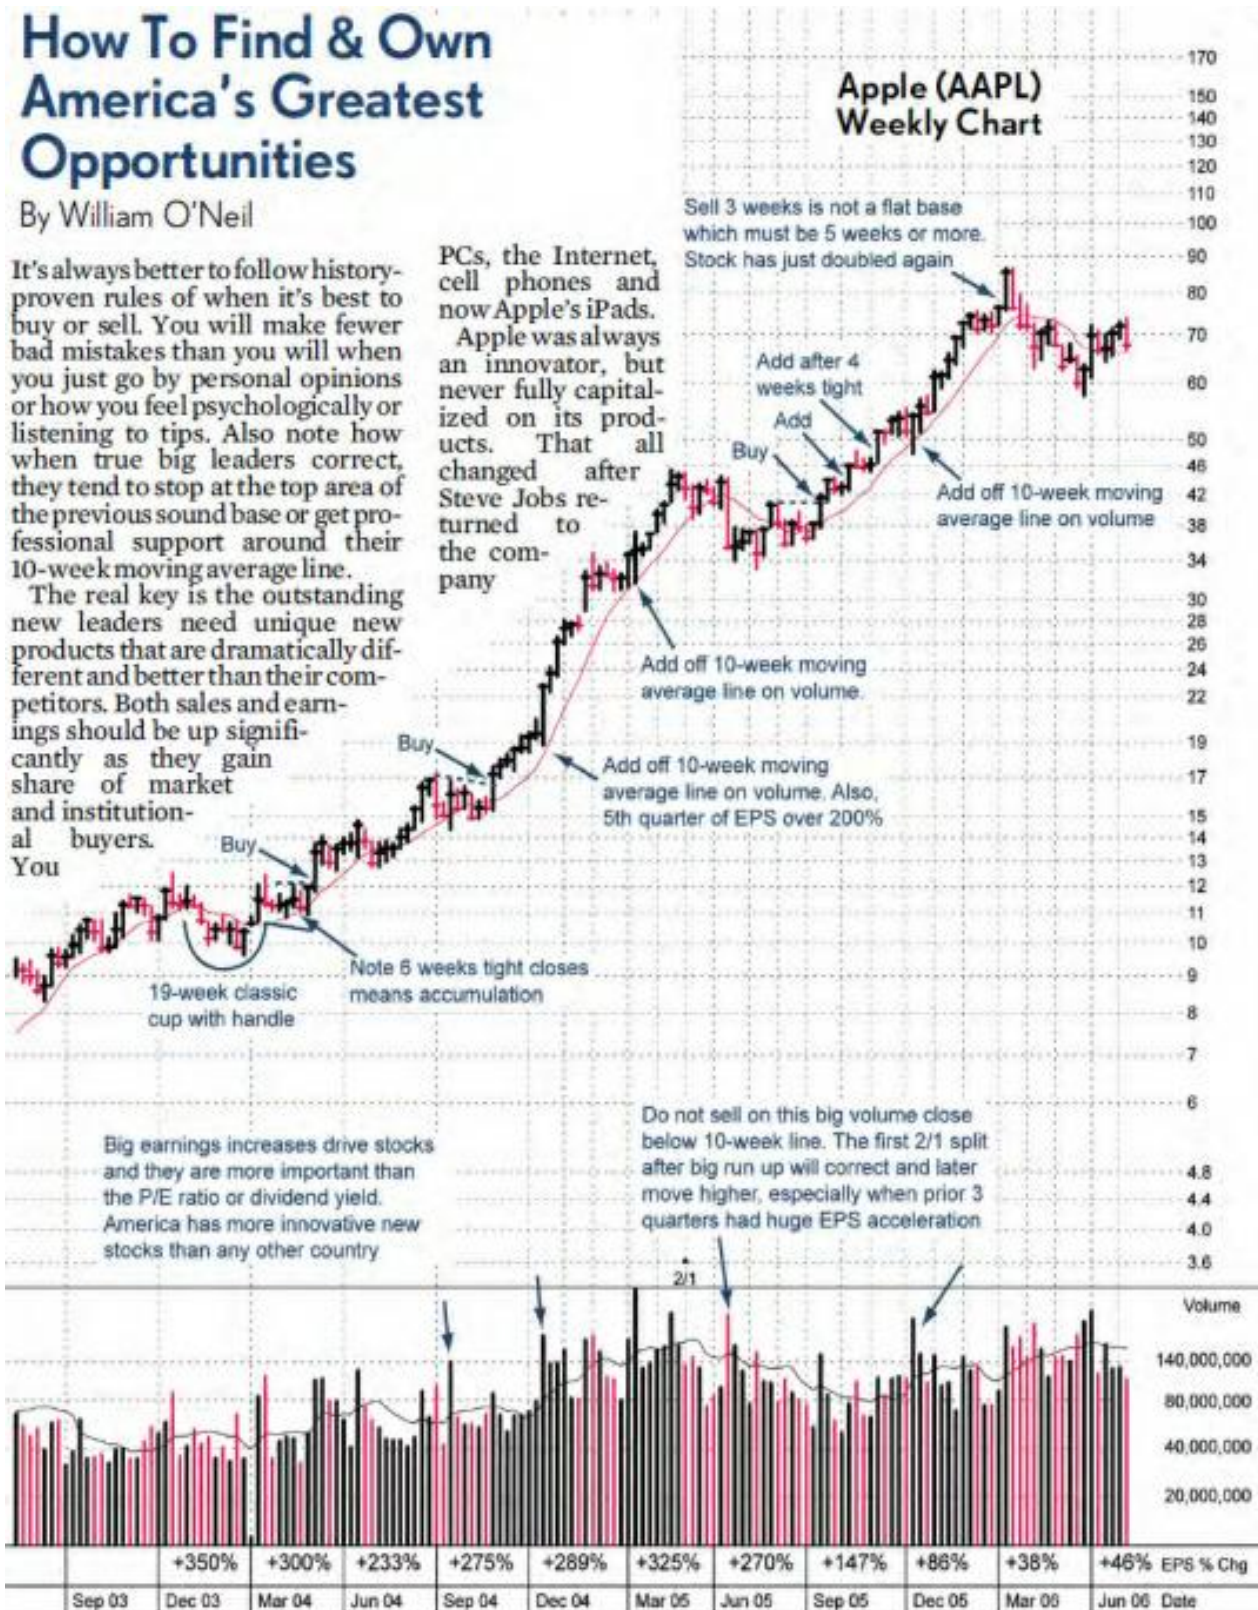 How To Find & Own
America's Greatest
Opportunities
By William O'Neil
It's always better to follow history-
proven rules of when it's best to
buy or sell. You will make fewer
bad mistakes than you will when
you just go by personal opinions
or how you feel psychologically or
listening to tips. Also note how
when true big leaders correct,
they tend to stop at the top area of
the previous sound base or get pro-
fessional support around their
10-week moving average line.
The real key is the outstanding
new leaders need unique new
products that are dramatically dif-
ferent and better than their com-
petitors. Both sales and earn-
ings should be up signifi-
cantly as they gain
share of market
and institution-
al buyers.
You
PCs, the Internet,
cell phones and
now Apple's iPads.
Apple was always
an innovator, but
never fully capital-
ized on its prod-
ucts. That all
changed after
Steve Jobs re-
turned to
the com-
pany
Apple (AAPL)
Weekly Chart
Sell 3 weeks is not a flat base
which must be 5 weeks or more.
Stock has just doubled again
Add after 4
weeks tight
Add
Buy
Add off 10-week moving
average line on volume
Add off 10-week moving
average line on volume.
Buy
Add off 10-week moving
average line on volume. Also,
5th quarter of EPS over 200%
Buy
Note 6 weeks tight closes
means accumulation
19-week classic
cup with handle
170
150
140
130
120
110
100
90
80
70
60
50
46
42
38
34
30
28
26
24
22
19
17
15
14
13
12
11
10
9
8
7
6
4.8
4.4
4.0
3.6
Big earnings increases drive stocks
and they are more important than
the P/E ratio or dividend yield.
America has more innovative new
stocks than any other country
Do not sell on this big volume close
below 10-week line. The first 2/1 split
after big run up will correct and later
move higher, especially when prior 3
quarters had huge EPS acceleration
2/1
Volume
140,000,000
80,000,000
40,000,000
20,000,000
+350% +300% +233% +275% +289% +325% +270% +147% +86% +38% +46% EPS % Chg
Sep 03 Dec 03 Mar 04 Jun 04 Sep 04 Dec 04 Mar 05 Jun 05 Sep 05 Dec 05 Mar 06 Jun 06 Date